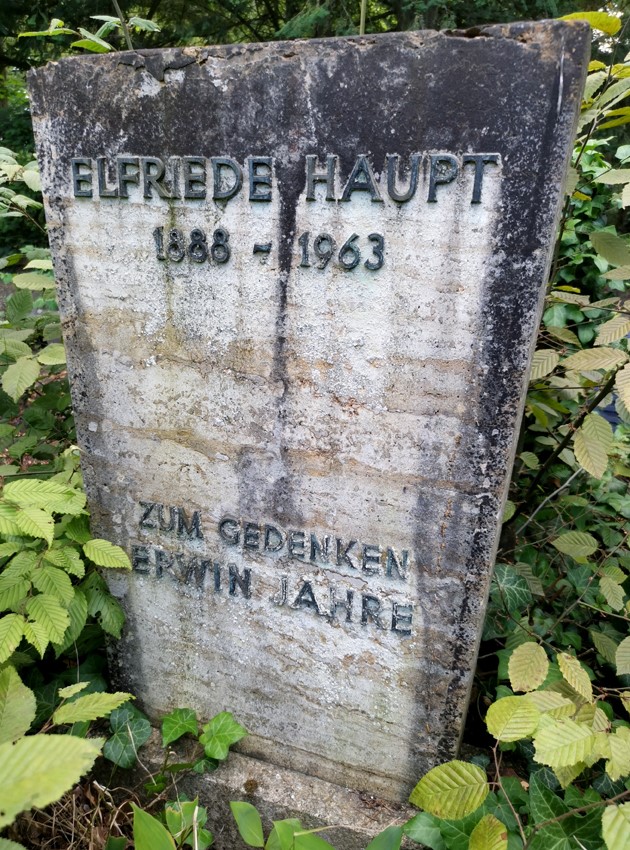 ELFRIEDE HAUPT
1888 - 1963
ZUM GEDENKEN
ERWIN JAHRE